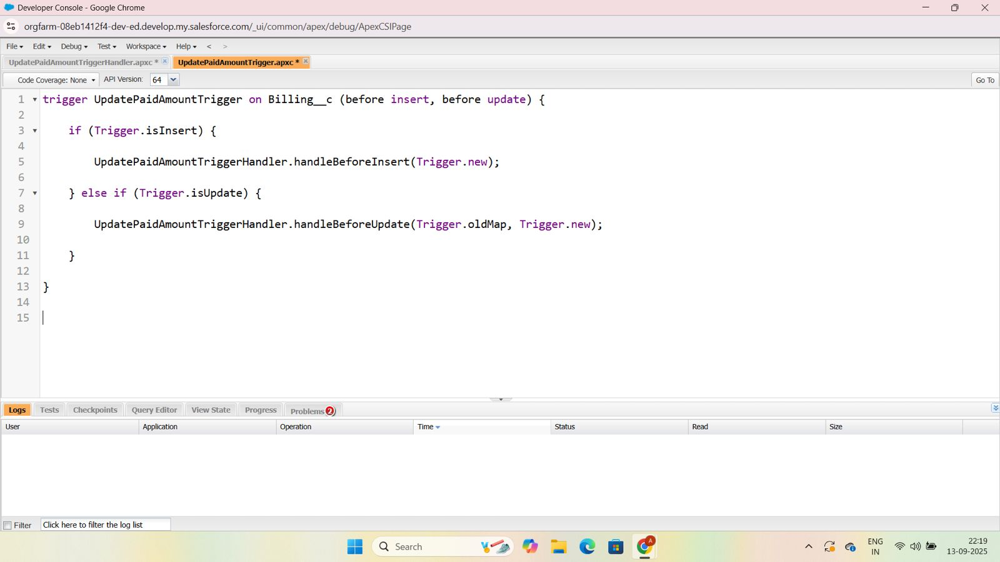 Developer Console - Google Chrome
orgfarm-08eb1412f4-dev-ed.develop.my.salesforce.com/_ui/common/apex/debug/ApexCSIPage
File Edit Debug Test Workspace Help < >
UpdatePaidAmountTriggerHandler.apxc * UpdatePaidAmountTrigger.apxc *
Code Coverage: None API Version: 64 Go To
1 trigger UpdatePaidAmountTrigger on Billing__c (before insert, before update) {
2
3 if (Trigger.isInsert) {
4
5 UpdatePaidAmountTriggerHandler.handleBeforeInsert(Trigger.new);
6
7 } else if (Trigger.isUpdate) {
8
9 UpdatePaidAmountTriggerHandler.handleBeforeUpdate(Trigger.oldMap, Trigger.new);
10
11 }
12
13 }
14
15
Logs Tests Checkpoints Query Editor View State Progress Problems 2
User Application Operation Time Status Read Size
Filter Click here to filter the log list
Search A ENG 22:19
IN 13-09-2025